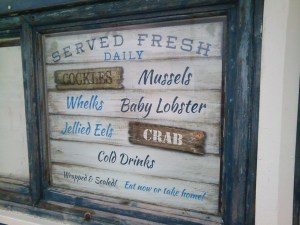 SERVED FRESH
DAILY
COCKLES Mussels
Whelks Baby Lobster
Jellied Eels CRAB
Cold Drinks
Wrapped & Sealed! Eat now or take home!